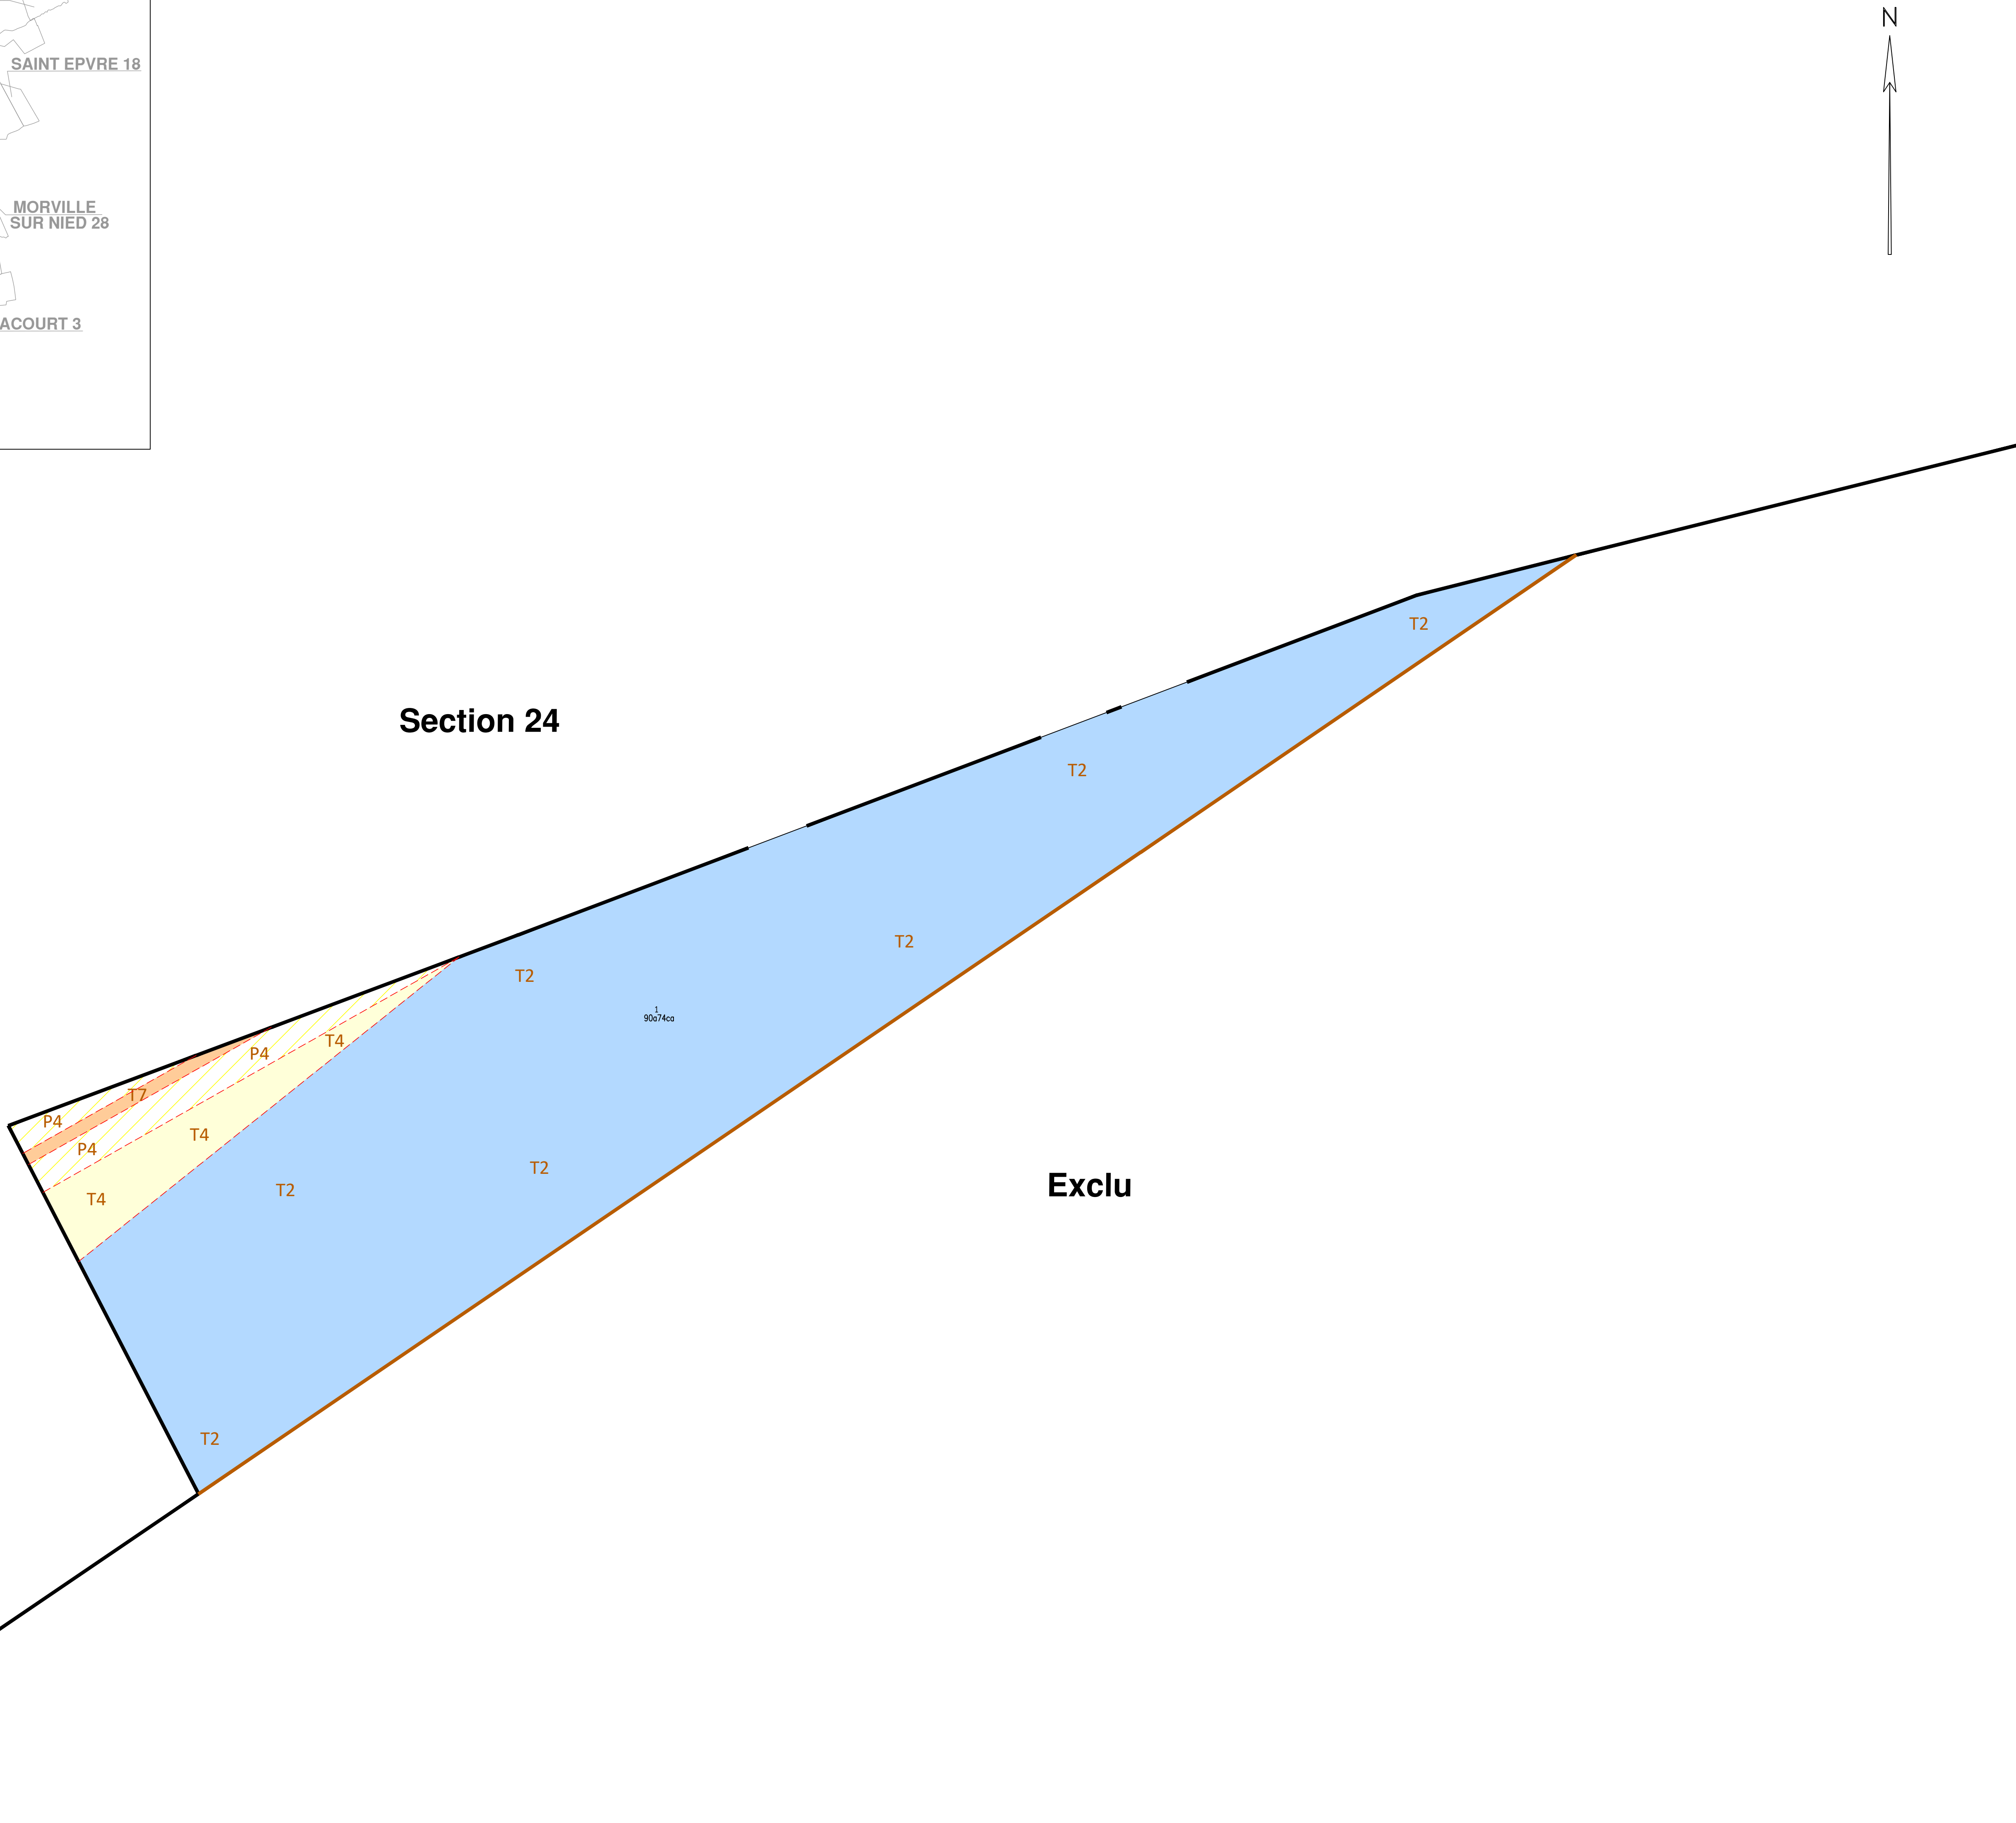 N
SAINT EPVRE 18
MORVILLE
SUR NIED 28
ACOURT 3
T2
Section 24
T2
T2
T2
1
90a74ca
T4
P4
T7
P4
T4
P4
T2
T2
Exclu
T4
T2